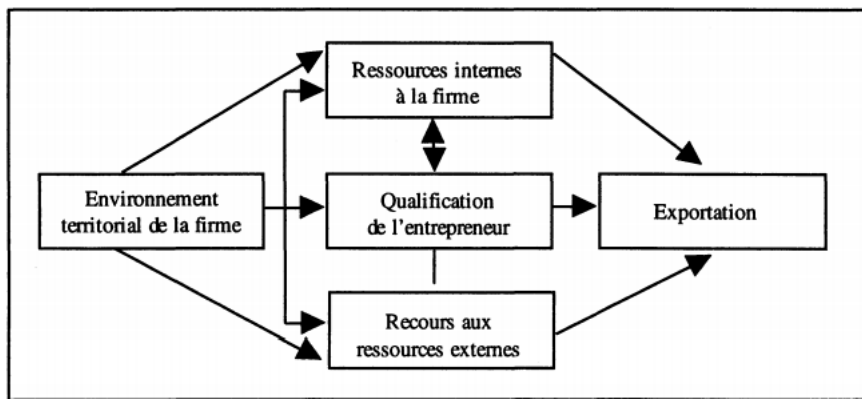 Ressources internes
à la firme
Environnement
territorial de la firme
Qualification
de l'entrepreneur
Exportation
Recours aux
ressources externes